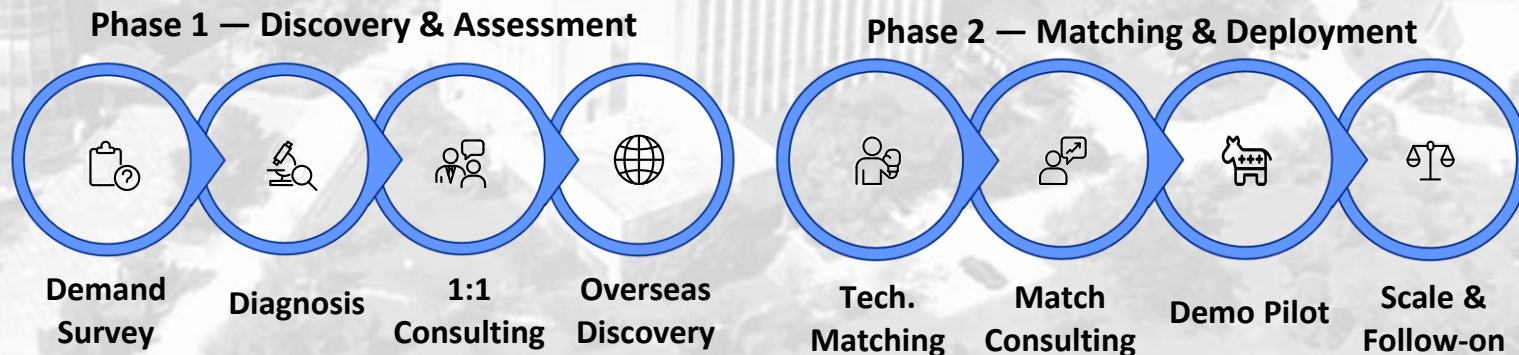 Phase 1 — Discovery & Assessment
Demand
Survey
Diagnosis
1:1
Consulting
Overseas
Discovery
Phase 2 — Matching & Deployment
Tech.
Matching
Match
Consulting
Demo Pilot
Scale &
Follow-on